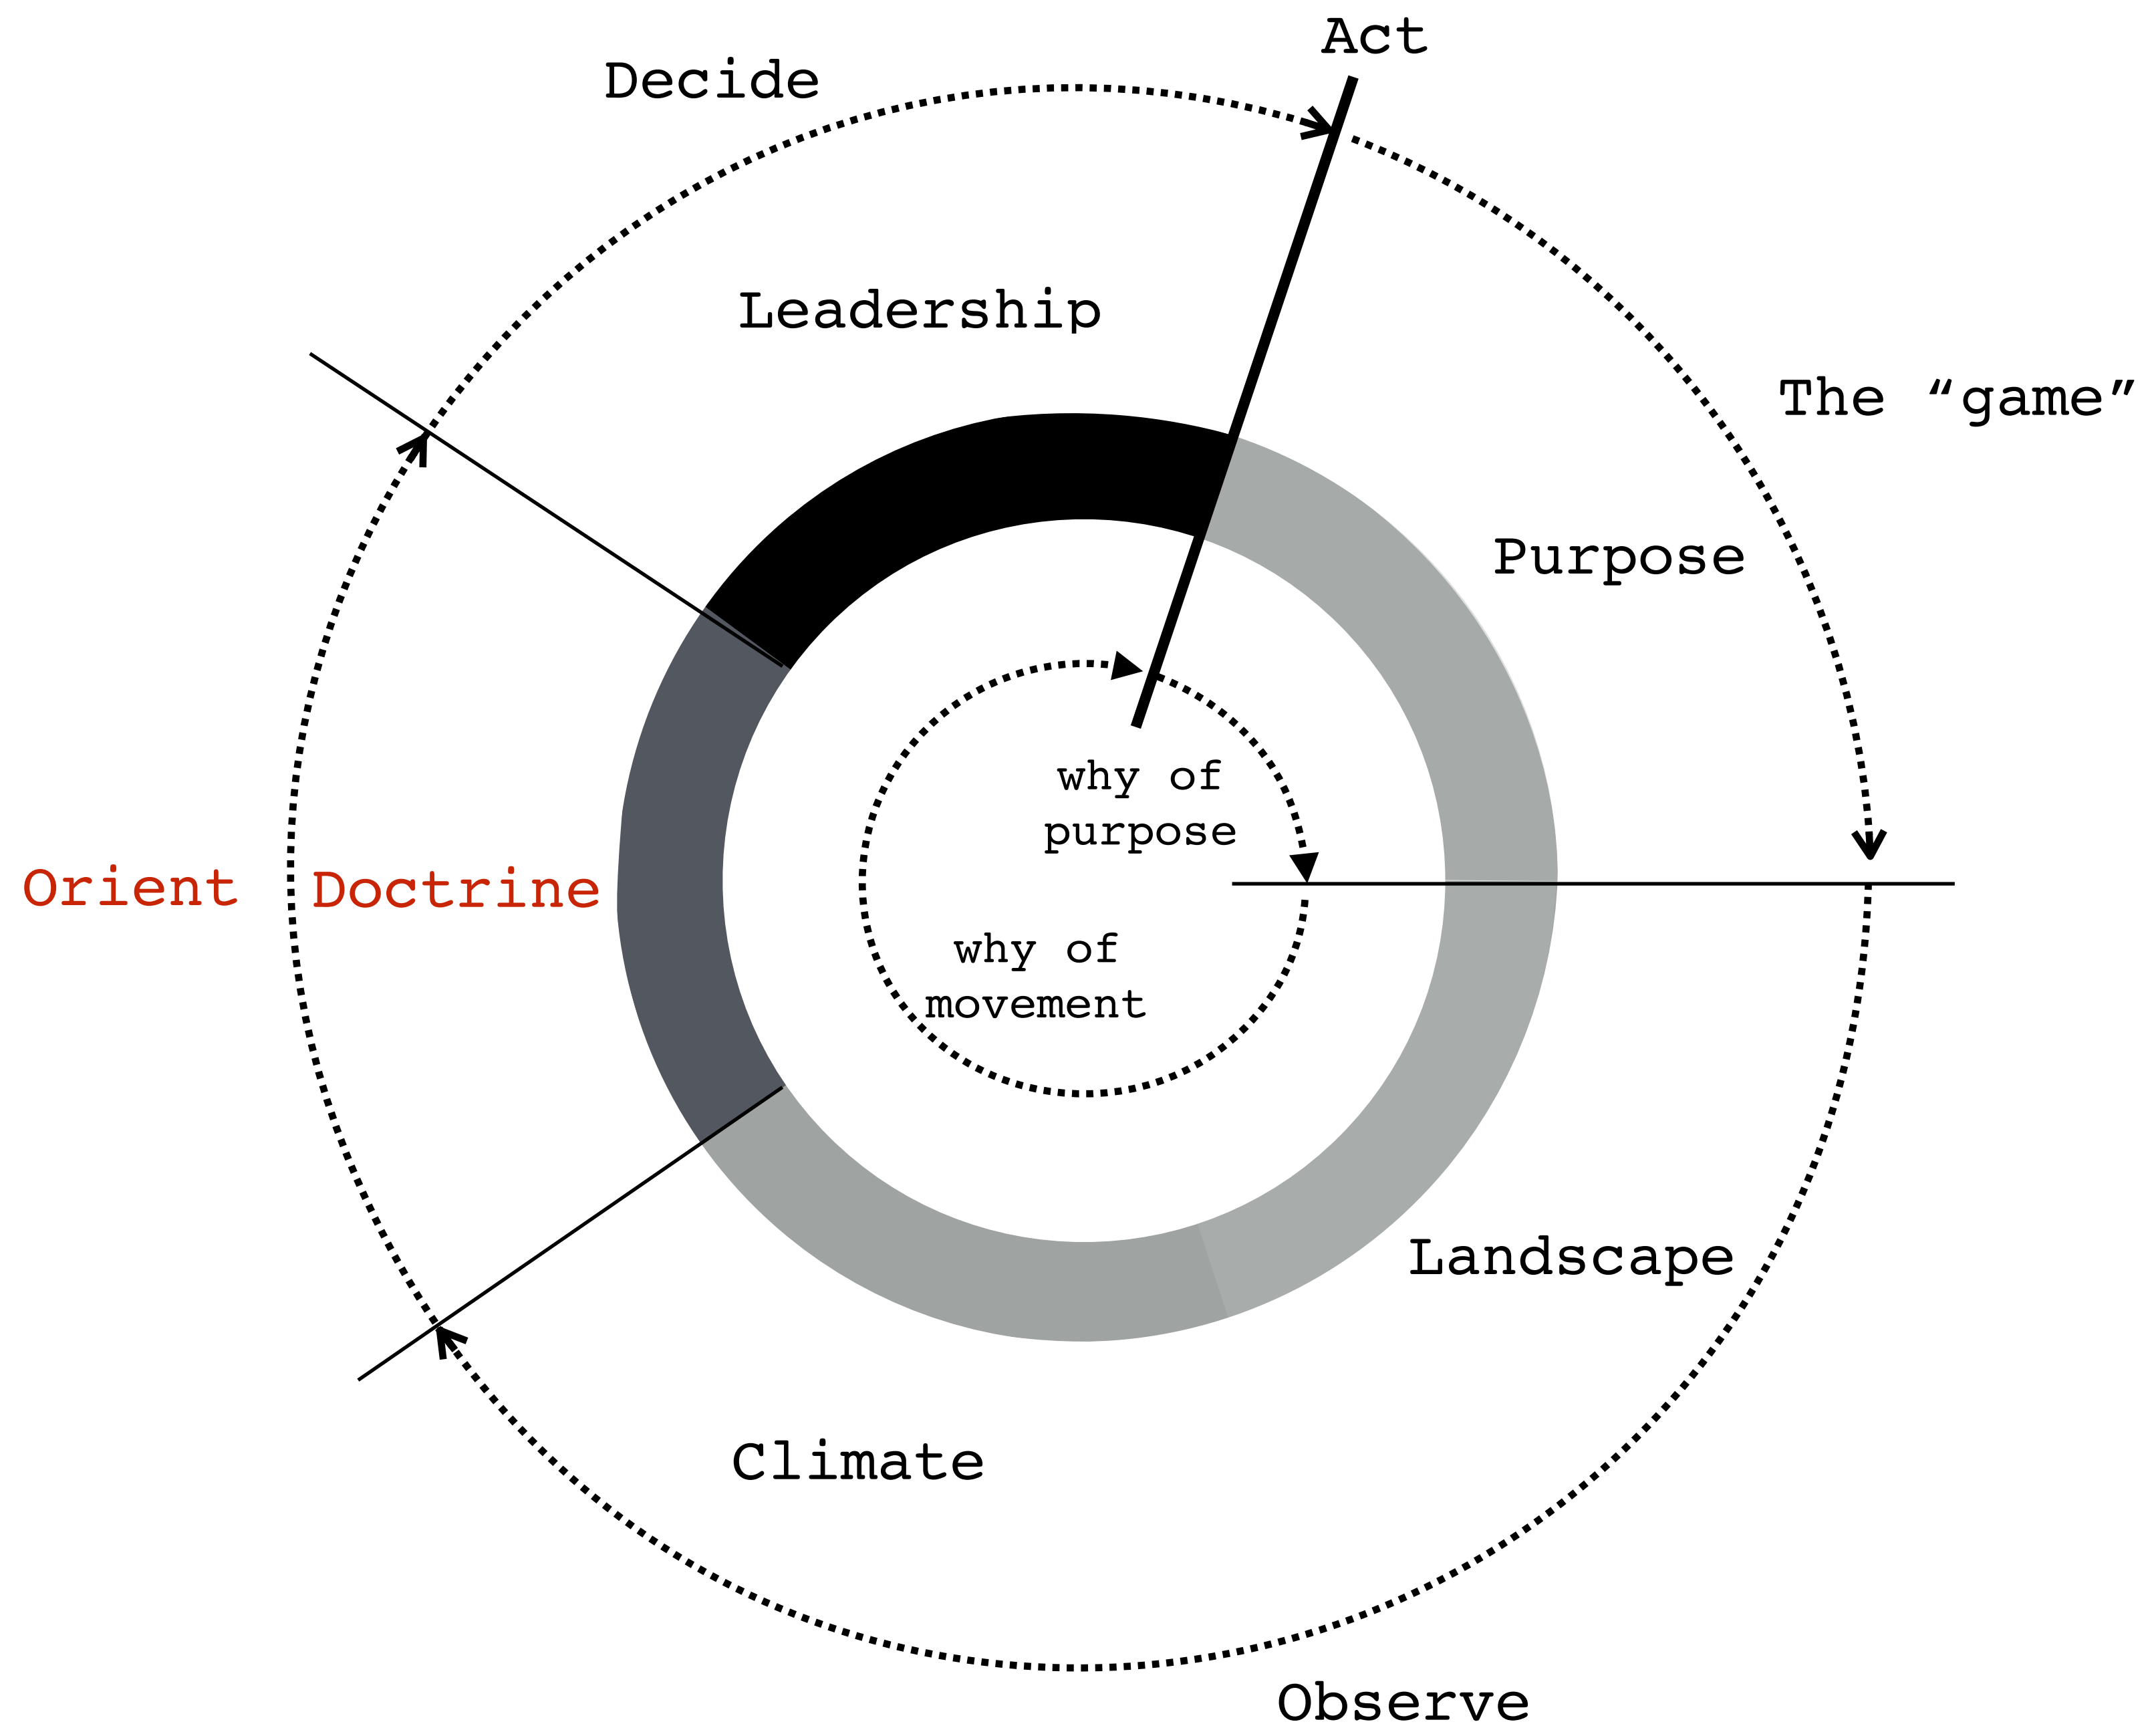 Act
Decide
Leadership
The “game”
Purpose
why of
purpose
Orient
Doctrine
why of
movement
Landscape
Climate
Observe